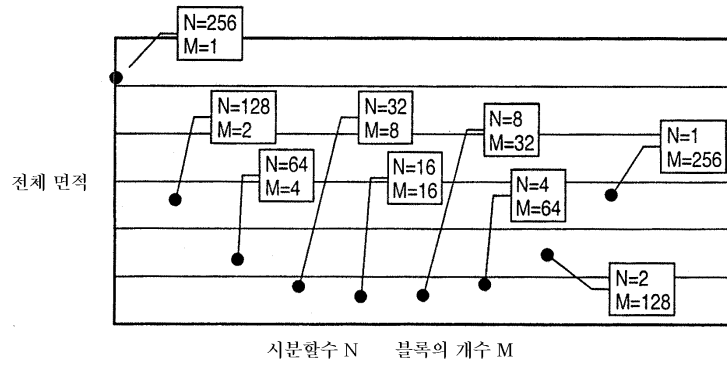 N=256
M=1
N=128
M=2
N=32
M=8
N=8
M=32
N=1
M=256
N=64
M=4
N=16
M=16
N=4
M=64
전체 면적
N=2
M=128
시분할수 N 블록의 개수 M